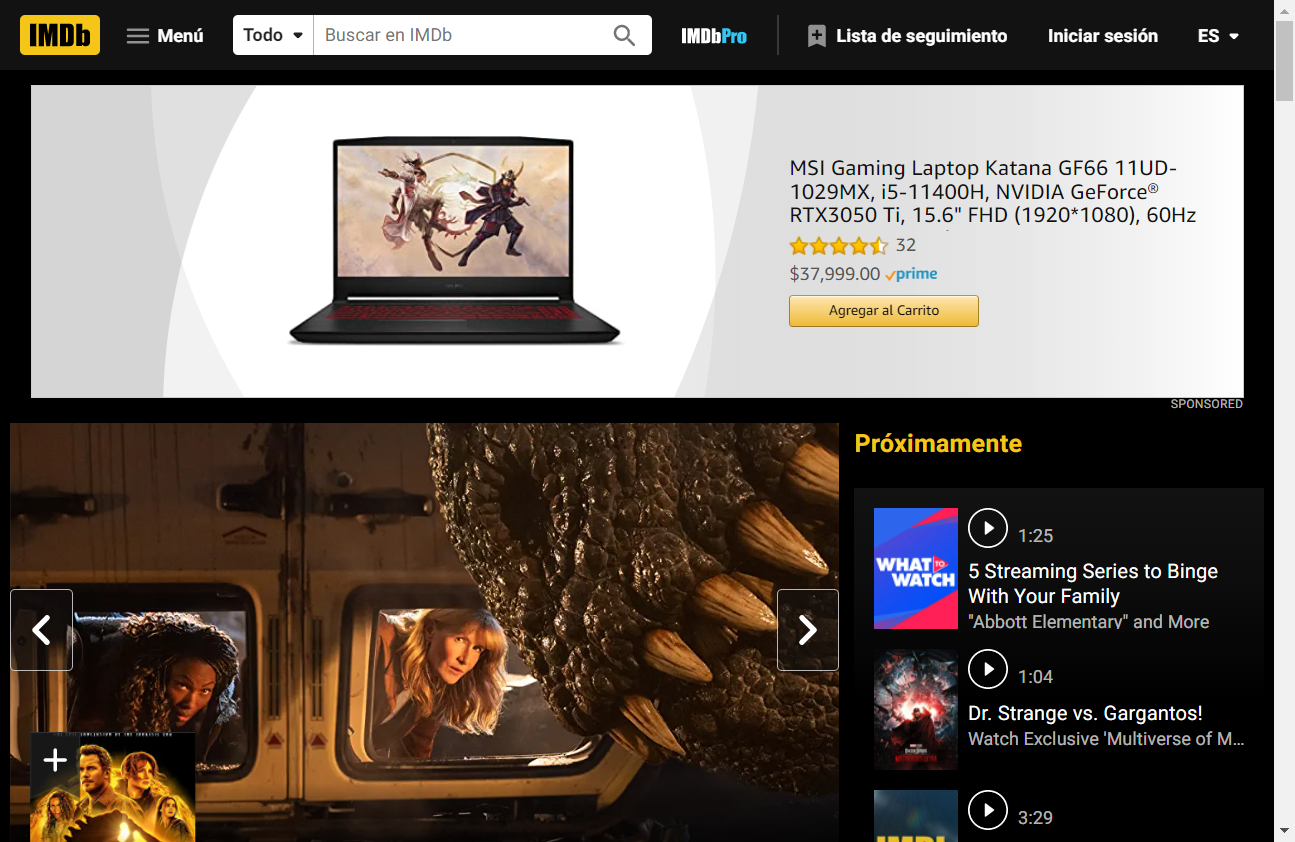 IMDb
Menú
Todo
Buscar en IMDb
IMDbPro
Lista de seguimiento
Iniciar sesión
ES
MSI Gaming Laptop Katana GF66 11UD-
1029MX, i5-11400H, NVIDIA GeForce®
RTX3050 Ti, 15.6" FHD (1920*1080), 60Hz
32
$37,999.00 prime
Agregar al Carrito
SPONSORED
Próximamente
WHAT TO
WATCH
1:25
5 Streaming Series to Binge
With Your Family
"Abbott Elementary" and More
1:04
Dr. Strange vs. Gargantos!
Watch Exclusive 'Multiverse of M...
3:29